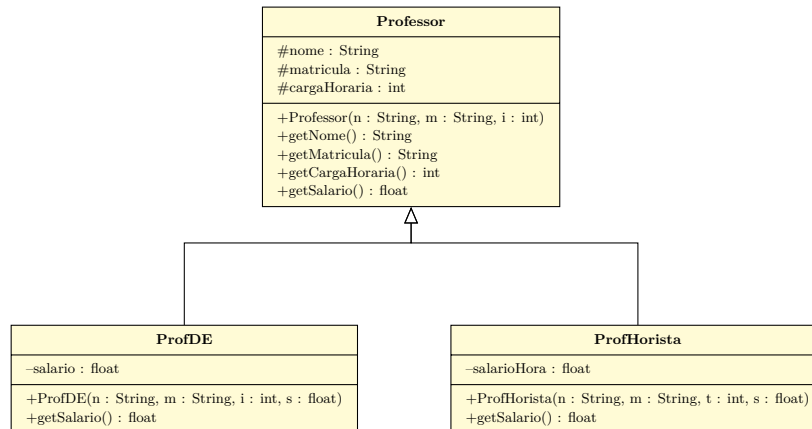 Professor
#nome : String
#matricula : String
#cargaHoraria : int
+Professor(n : String, m : String, i : int)
+getNome() : String
+getMatricula() : String
+getCargaHoraria() : int
+getSalario() : float
ProfDE
–salario : float
+ProfDE(n : String, m : String, i : int, s : float)
+getSalario() : float
ProfHorista
–salarioHora : float
+ProfHorista(n : String, m : String, t : int, s : float)
+getSalario() : float